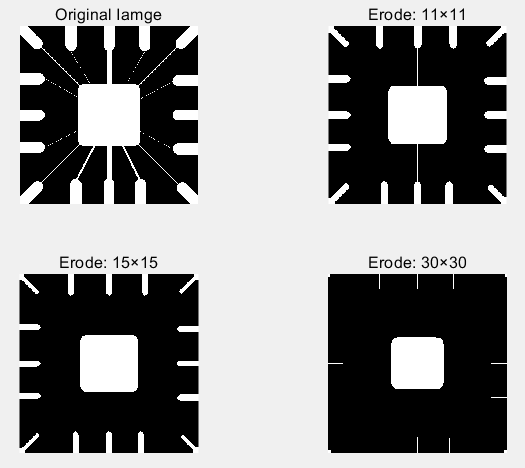 Original Iamge
Erode: 11×11
Erode: 15×15
Erode: 30×30